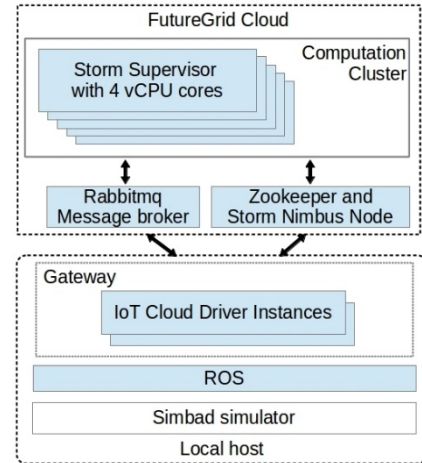 FutureGrid Cloud
Computation
Cluster
Storm Supervisor
with 4 vCPU cores
Rabbitmq
Message broker
Zookeeper and
Storm Nimbus Node
Gateway
IoT Cloud Driver Instances
ROS
Simbad simulator
Local host